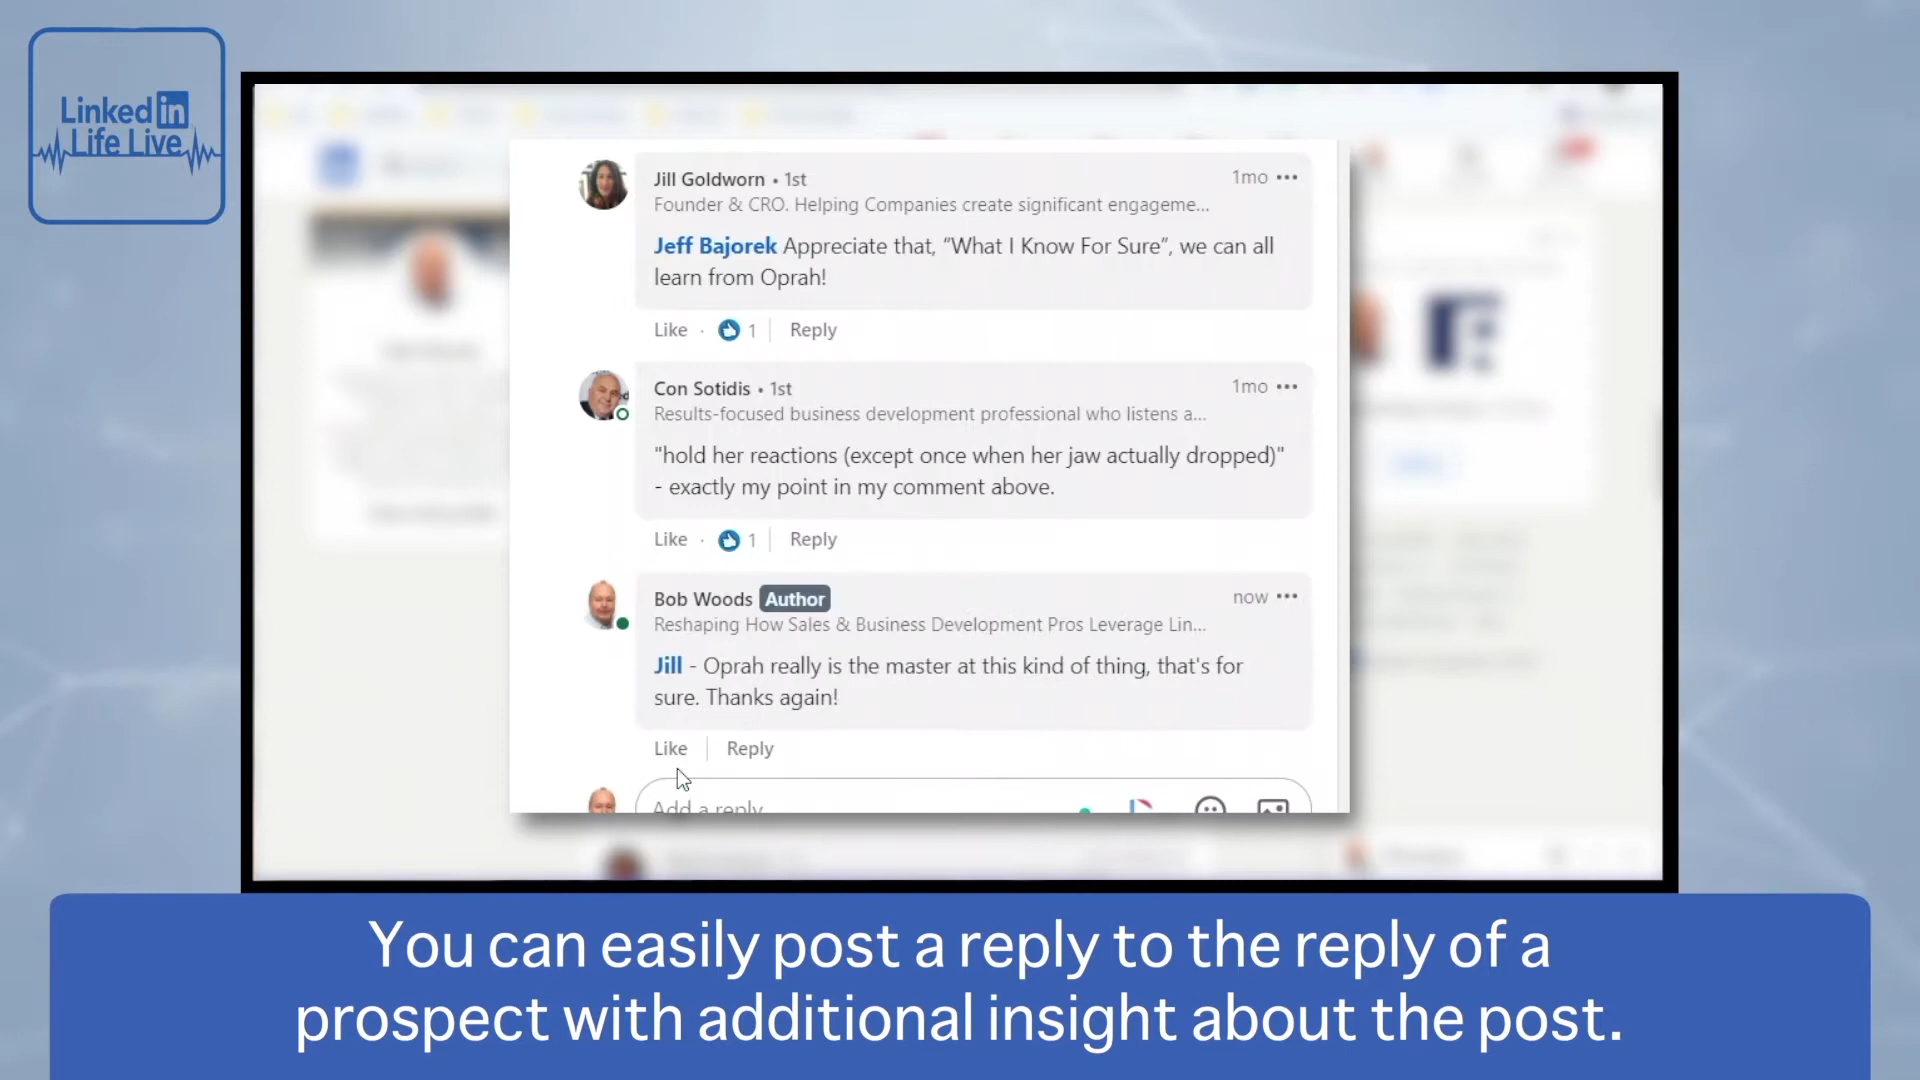 Linked in
Life Live
Jill Goldworn • 1st
1mo •••
Founder & CRO. Helping Companies create significant engageme...
Jeff Bajorek Appreciate that, “What I Know For Sure”, we can all
learn from Oprah!
Like · 1 | Reply
Con Sotidis • 1st
1mo •••
Results-focused business development professional who listens a...
"hold her reactions (except once when her jaw actually dropped)"
- exactly my point in my comment above.
Like · 1 | Reply
Bob Woods Author
now •••
Reshaping How Sales & Business Development Pros Leverage Lin...
Jill - Oprah really is the master at this kind of thing, that's for
sure. Thanks again!
Like | Reply
Add a reply
You can easily post a reply to the reply of a
prospect with additional insight about the post.